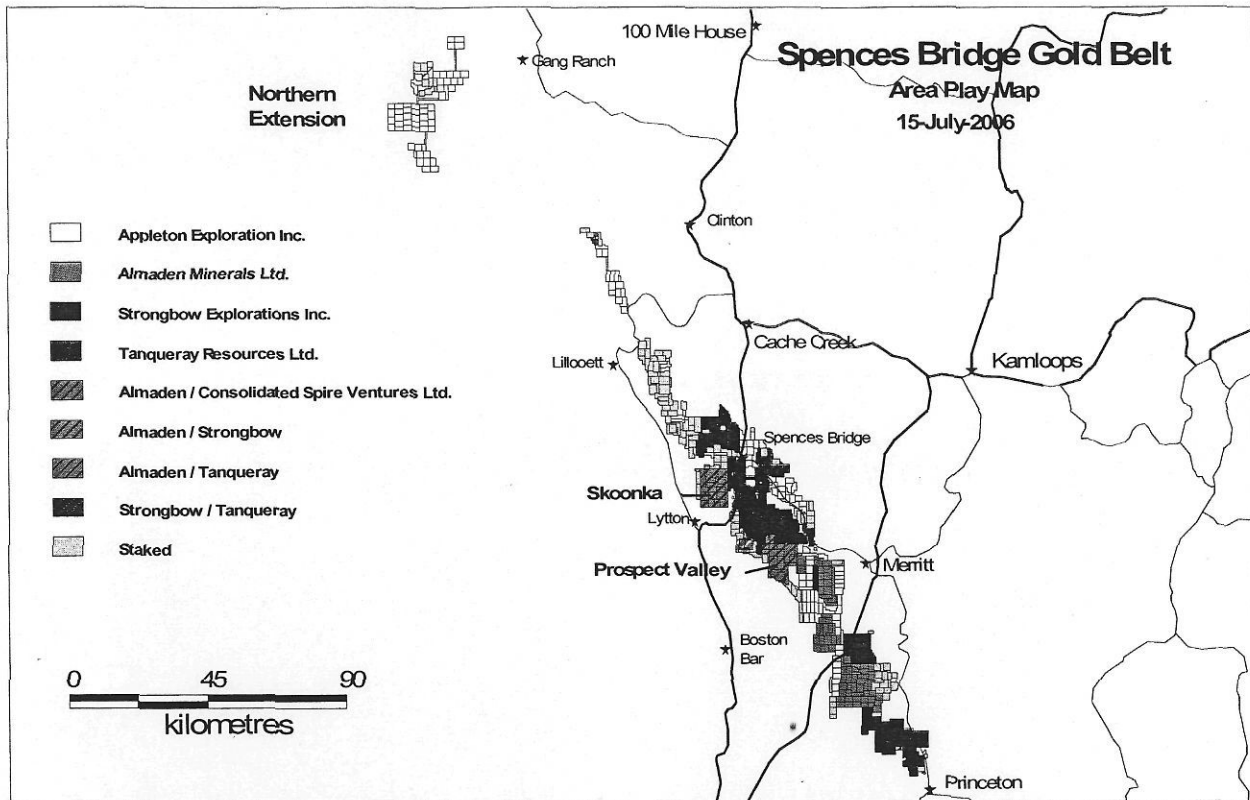 100 Mile House
Spences Bridge Gold Belt
Area Play Map
15-July-2006
Gang Ranch
Northern
Extension
Clinton
Appleton Exploration Inc.
Almaden Minerals Ltd.
Strongbow Explorations Inc.
Tanqueray Resources Ltd.
Almaden / Consolidated Spire Ventures Ltd.
Almaden / Strongbow
Almaden / Tanqueray
Strongbow / Tanqueray
Staked
Cache Creek
Lillooett
Kamloops
Spences Bridge
Skoonka
Lytton
Prospect Valley
Merritt
Boston
Bar
0 45 90
kilometres
Princeton